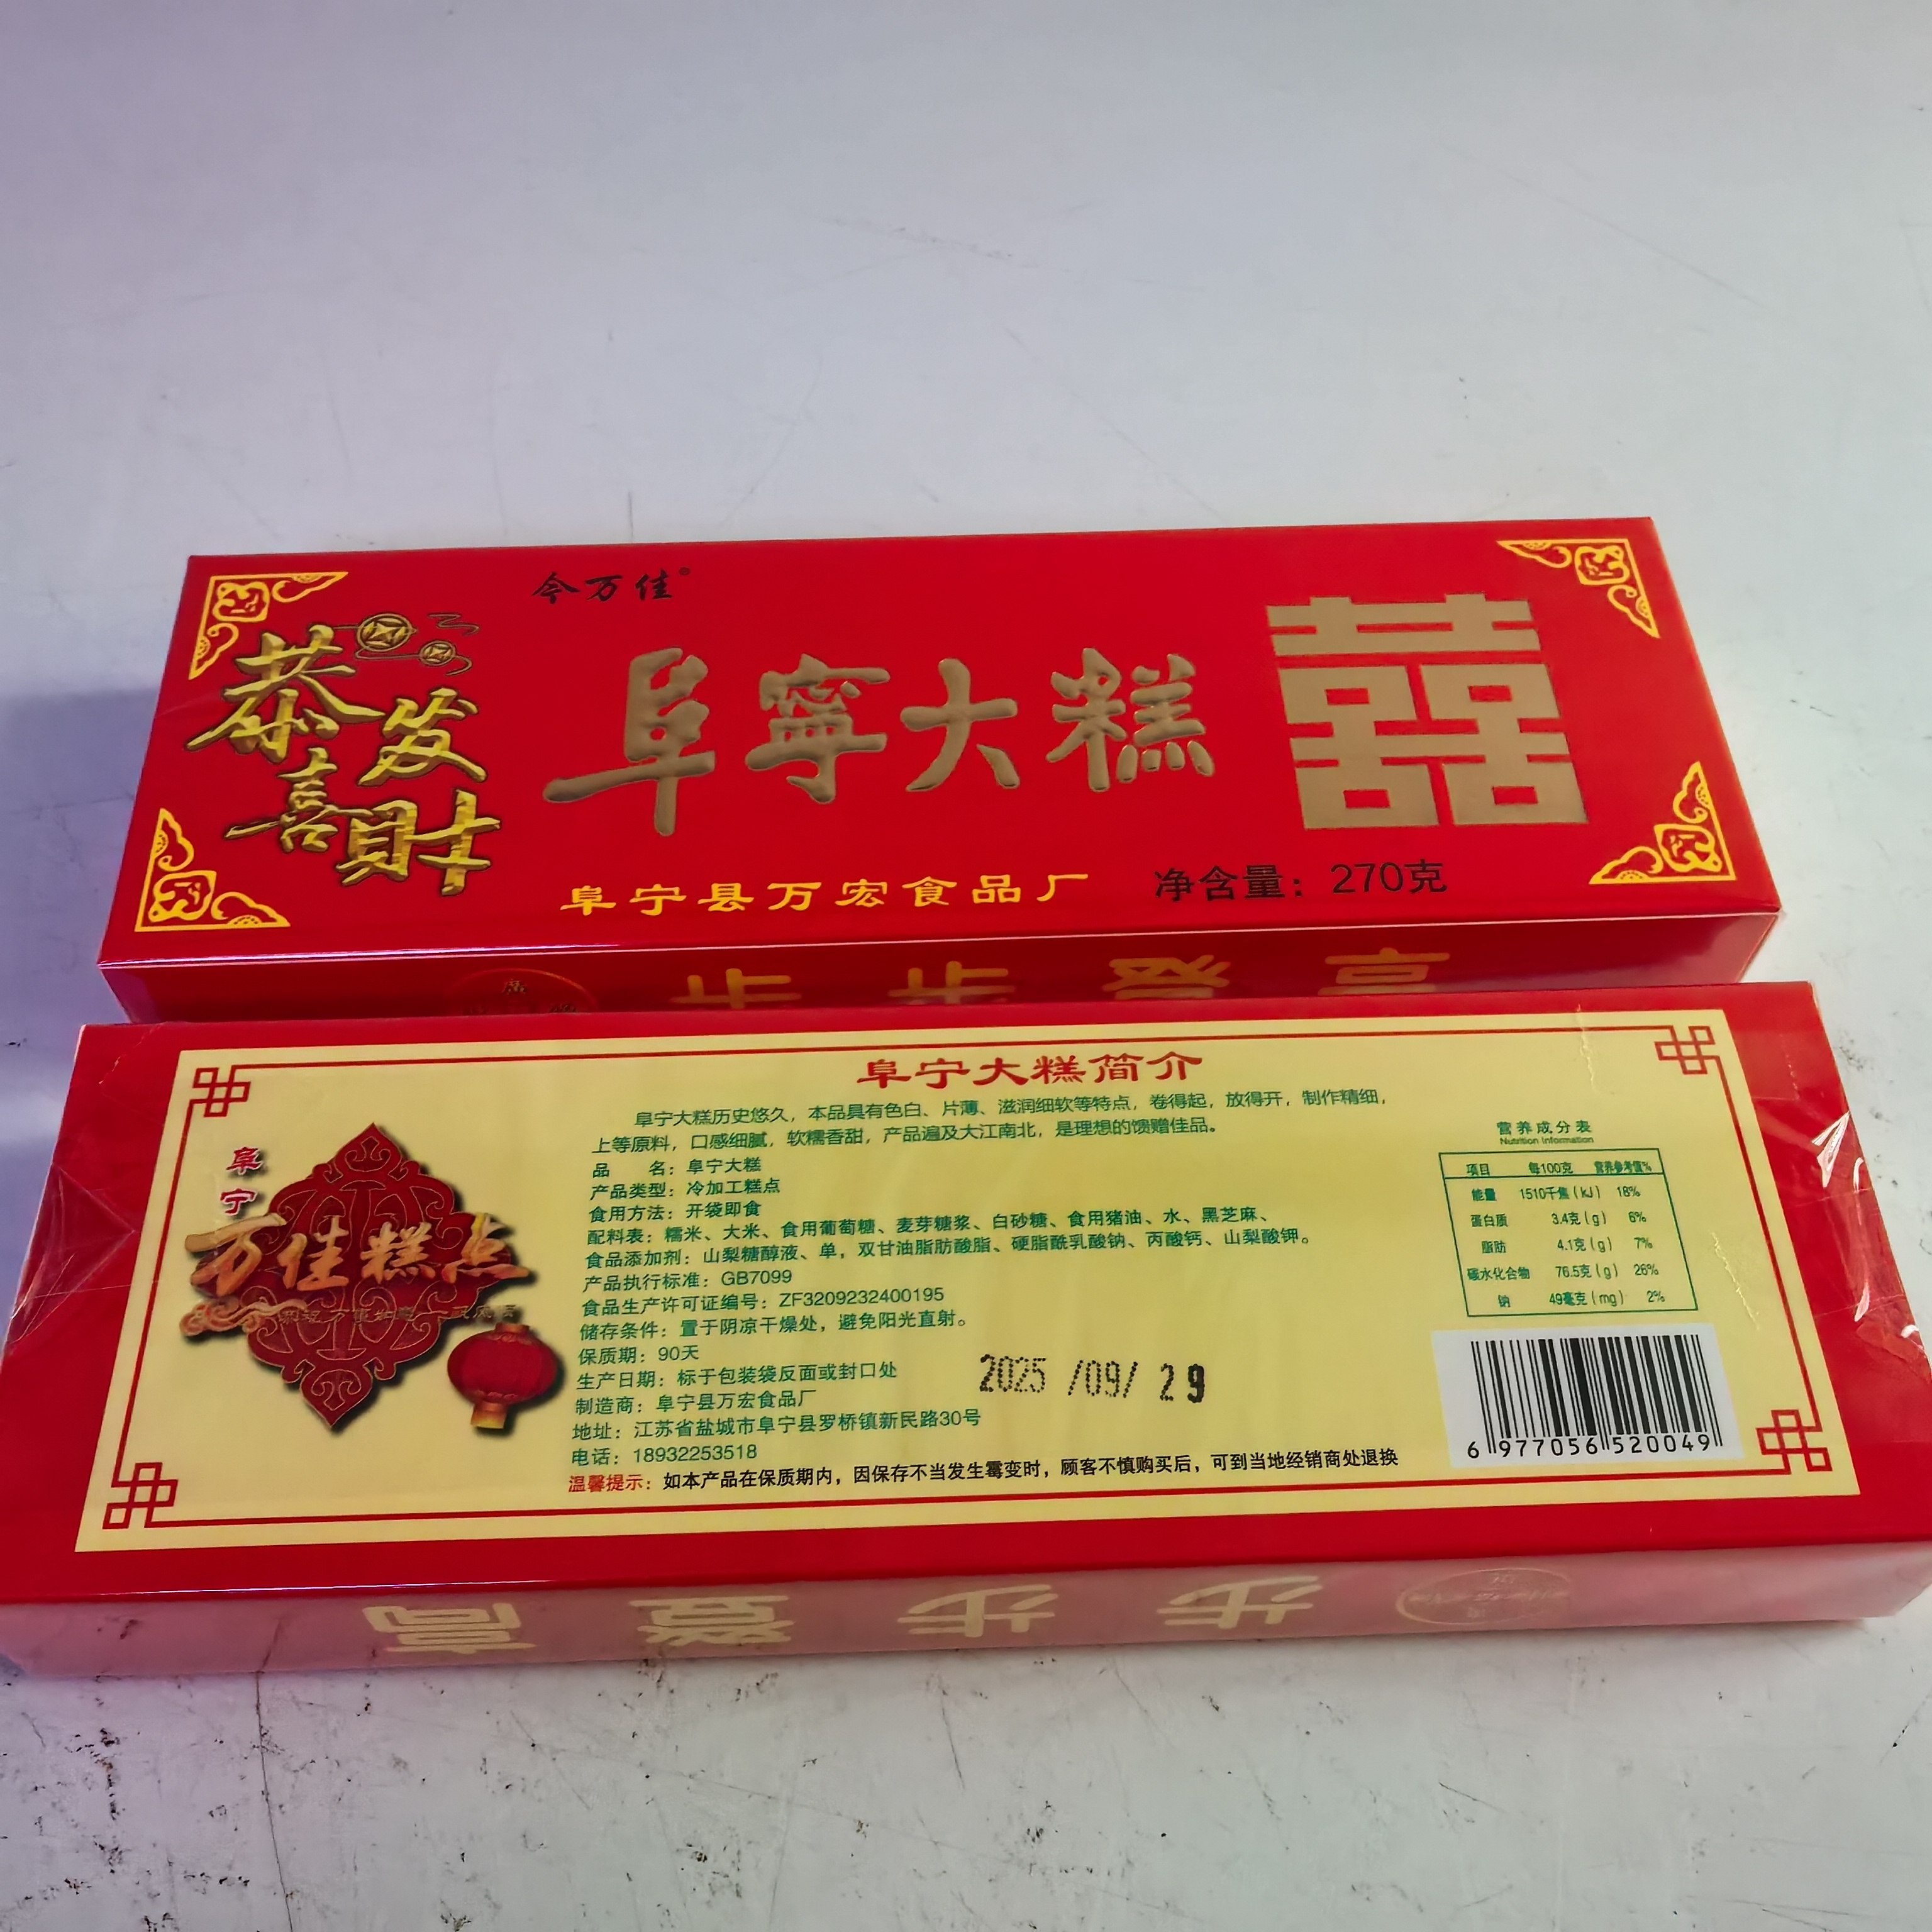 今万佳®
恭喜发财
阜寧大糕
囍
阜宁县万宏食品厂
净含量：270克
步步登高
阜宁大糕简介
阜宁大糕历史悠久，本品具有色白、片薄、滋润细软等特点，卷得起，放得开，制作精细，
上等原料，口感细腻，软糯香甜，产品遍及大江南北，是理想的馈赠佳品。
品　　名：阜宁大糕
产品类型：冷加工糕点
食用方法：开袋即食
配料表：糯米、大米、食用葡萄糖、麦芽糖浆、白砂糖、食用猪油、水、黑芝麻、
食品添加剂：山梨糖醇液、单，双甘油脂肪酸脂、硬脂酰乳酸钠、丙酸钙、山梨酸钾。
产品执行标准：GB7099
食品生产许可证编号：ZF3209232400195
储存条件：置于阴凉干燥处，避免阳光直射。
保质期：90天
生产日期：标于包装袋反面或封口处
2025 /09/ 29
制造商：阜宁县万宏食品厂
地址：江苏省盐城市阜宁县罗桥镇新民路30号
电话：18932253518
温馨提示：如本产品在保质期内，因保存不当发生霉变时，顾客不慎购买后，可到当地经销商处退换
阜宁
万佳糕点
营养成分表
Nutrition Information
项目 每100克 营养参考值%
能量 1510千焦（kJ） 18%
蛋白质 3.4克（g） 6%
脂肪 4.1克（g） 7%
碳水化合物 76.5克（g） 26%
钠 49毫克（mg） 2%
6 977056 520049
步步登高